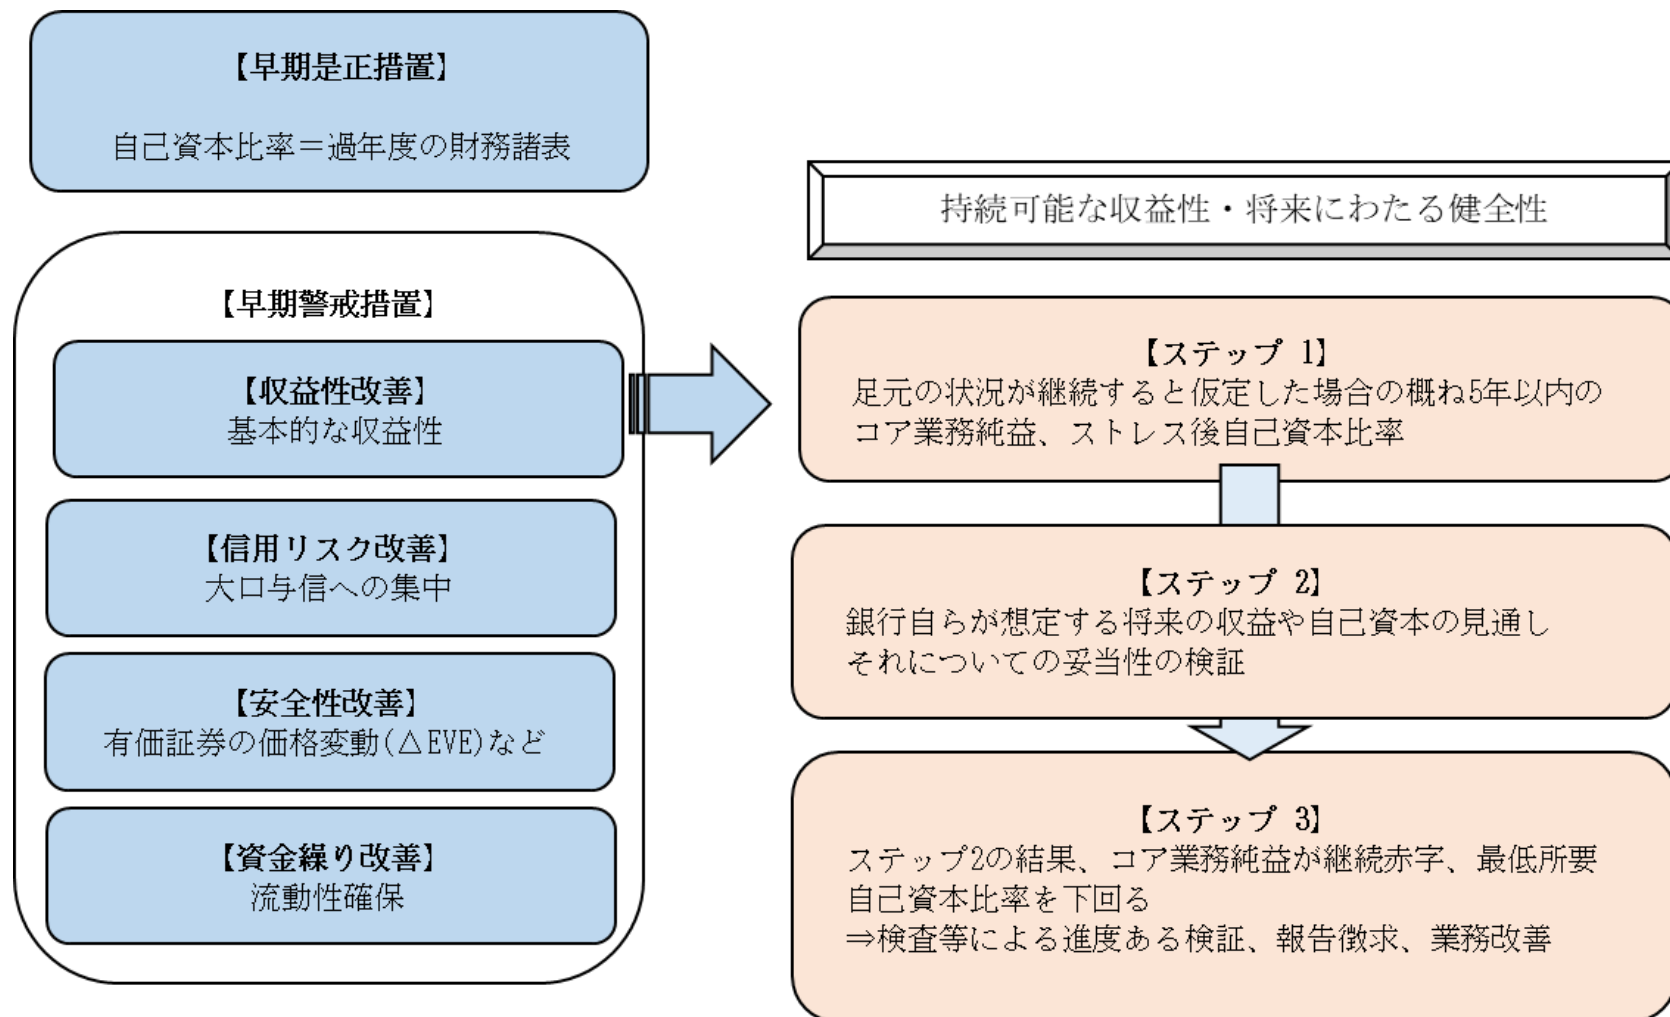 【早期是正措置】
自己資本比率＝過年度の財務諸表
【早期警戒措置】
【収益性改善】
基本的な収益性
【信用リスク改善】
大口与信への集中
【安全性改善】
有価証券の価格変動(△EVE)など
【資金繰り改善】
流動性確保
持続可能な収益性・将来にわたる健全性
【ステップ 1】
足元の状況が継続すると仮定した場合の概ね5年以内の
コア業務純益、ストレス後自己資本比率
【ステップ 2】
銀行自らが想定する将来の収益や自己資本の見通し
それについての妥当性の検証
【ステップ 3】
ステップ2の結果、コア業務純益が継続赤字、最低所要
自己資本比率を下回る
⇒検査等による進度ある検証、報告徴求、業務改善